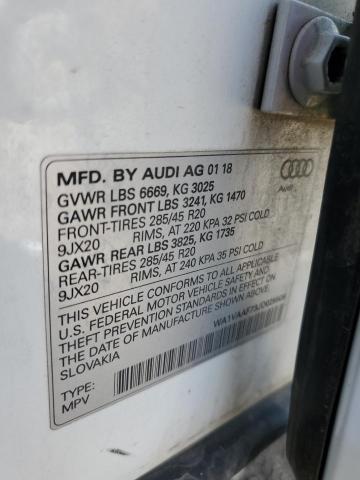 MFD. BY AUDI AG 01 18
GVWR LBS 6669, KG 3025
GAWR FRONT LBS 3241, KG 1470
FRONT-TIRES 285/45 R20
9JX20 RIMS, AT 220 KPA 32 PSI COLD
GAWR REAR LBS 3825, KG 1735
REAR-TIRES 285/45 R20
9JX20 RIMS, AT 240 KPA 35 PSI COLD
THIS VEHICLE CONFORMS TO ALL APPLICABLE
U.S. FEDERAL MOTOR VEHICLE SAFETY, BUMPER AND
THEFT PREVENTION STANDARDS IN EFFECT ON
THE DATE OF MANUFACTURE SHOWN ABOVE
SLOVAKIA
TYPE
MPV
Audi